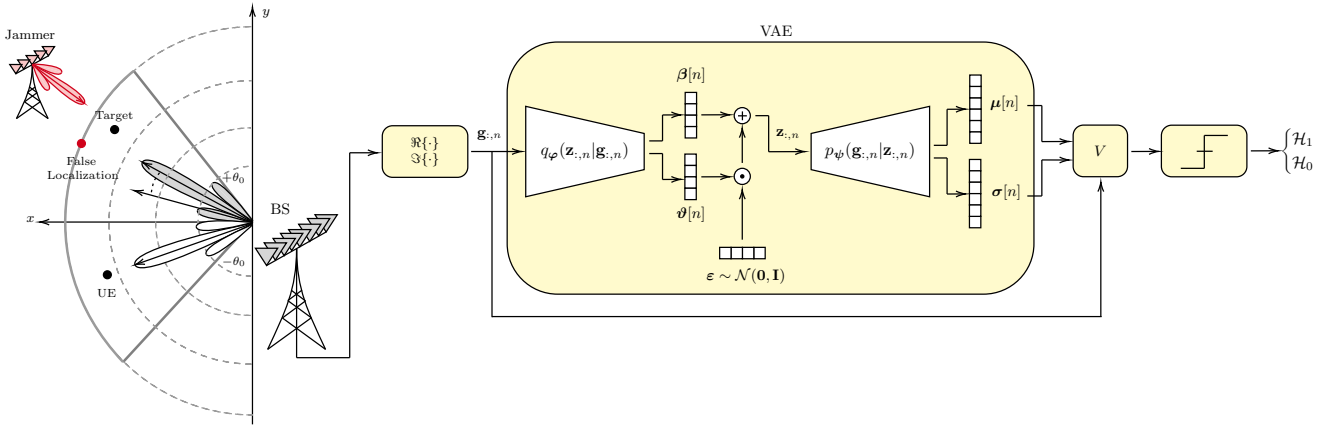 y
Jammer
Target
False
Localization
+θ₀
x
BS
−θ₀
UE
ℜ{·}
ℑ{·}
g:,n
VAE
qφ(z:,n|g:,n)
β[n]
ϑ[n]
ε ∼ 𝒩(0, I)
z:,n
pψ(g:,n|z:,n)
μ[n]
σ[n]
V
ℋ₁
ℋ₀